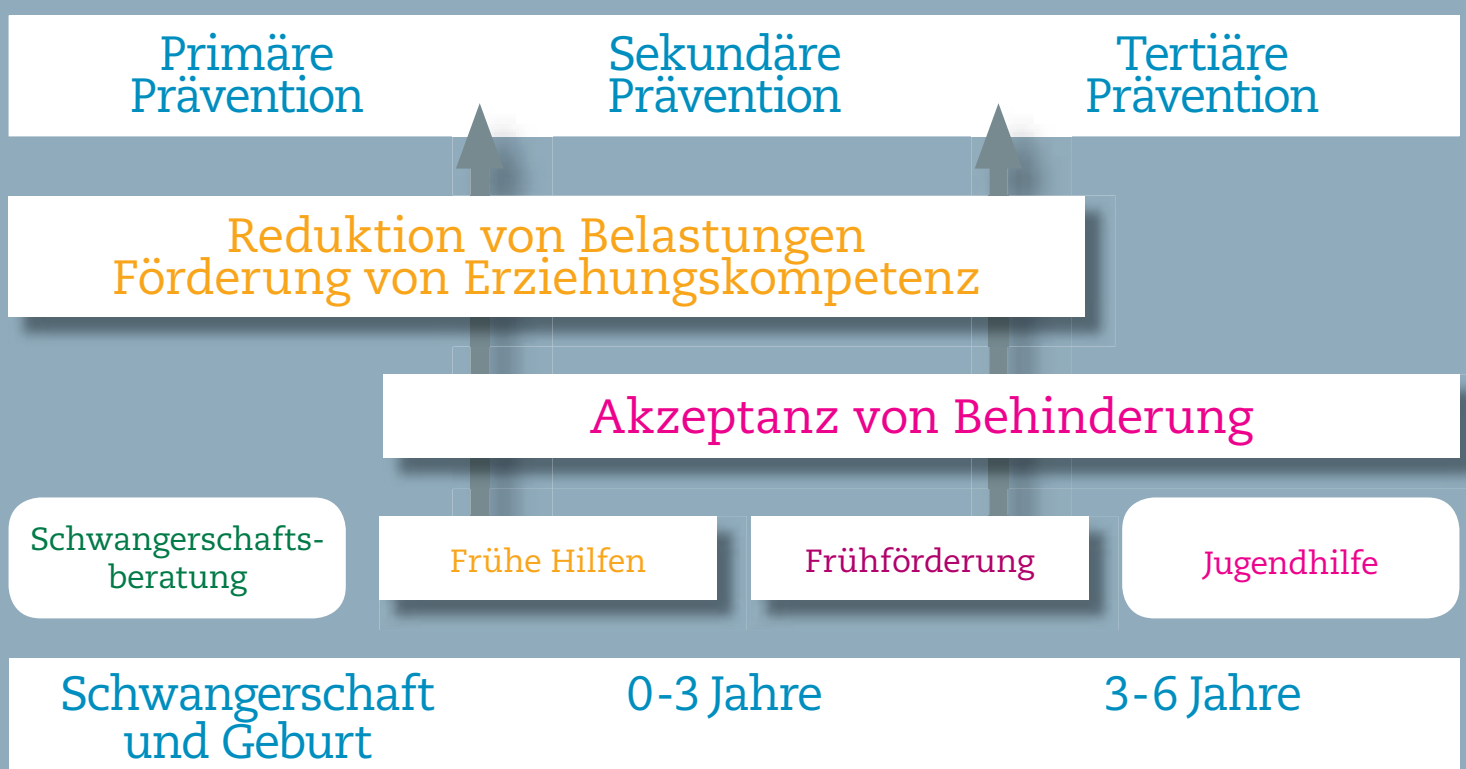 Primäre
Prävention
Sekundäre
Prävention
Tertiäre
Prävention
Reduktion von Belastungen
Förderung von Erziehungskompetenz
Akzeptanz von Behinderung
Schwangerschafts-
beratung
Frühe Hilfen
Frühförderung
Jugendhilfe
Schwangerschaft
und Geburt
0-3 Jahre
3-6 Jahre